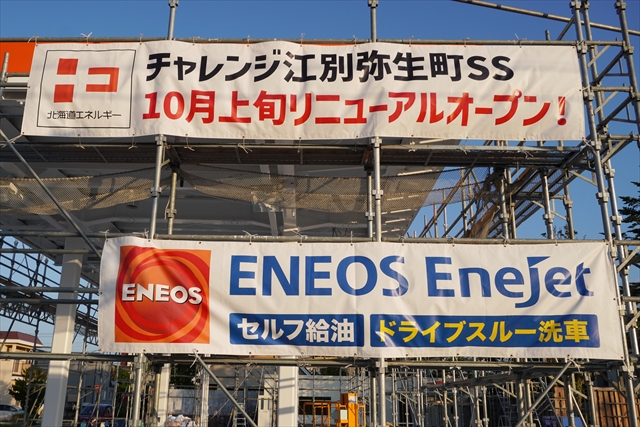 チャレンジ江別弥生町SS
北海道エネルギー
10月上旬リニューアルオープン!
ENEOS
ENEOS Enejet
セルフ給油 ドライブスルー洗車